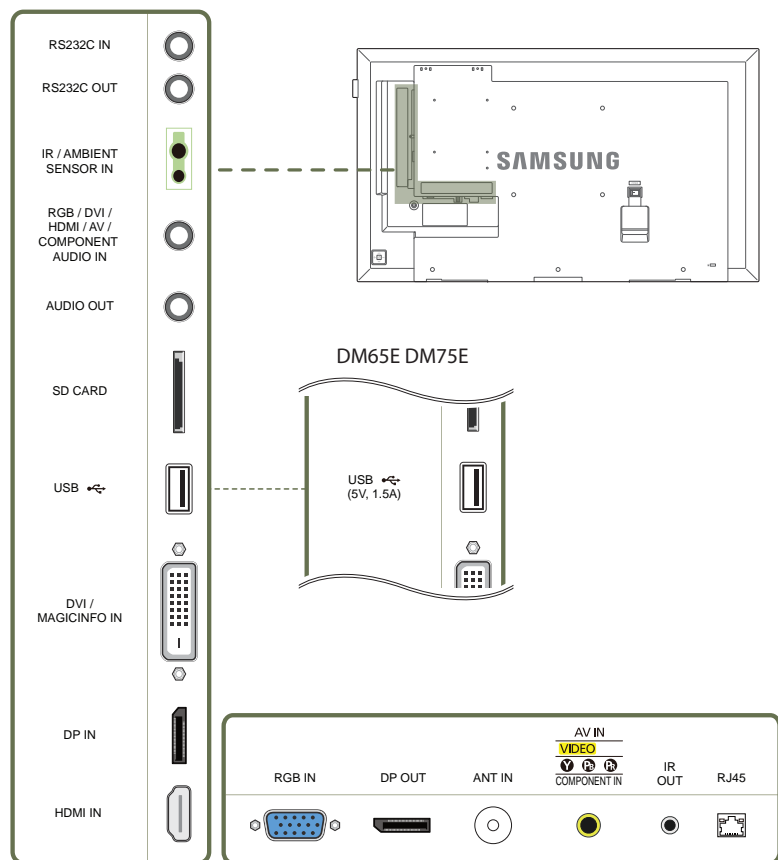 RS232C IN
RS232C OUT
IR / AMBIENT
SENSOR IN
RGB / DVI /
HDMI / AV /
COMPONENT
AUDIO IN
AUDIO OUT
SD CARD
USB
DVI /
MAGICINFO IN
DP IN
HDMI IN
SAMSUNG
DM65E DM75E
USB
(5V, 1.5A)
RGB IN
DP OUT
ANT IN
AV IN
VIDEO
Y PB PR
COMPONENT IN
IR
OUT
RJ45